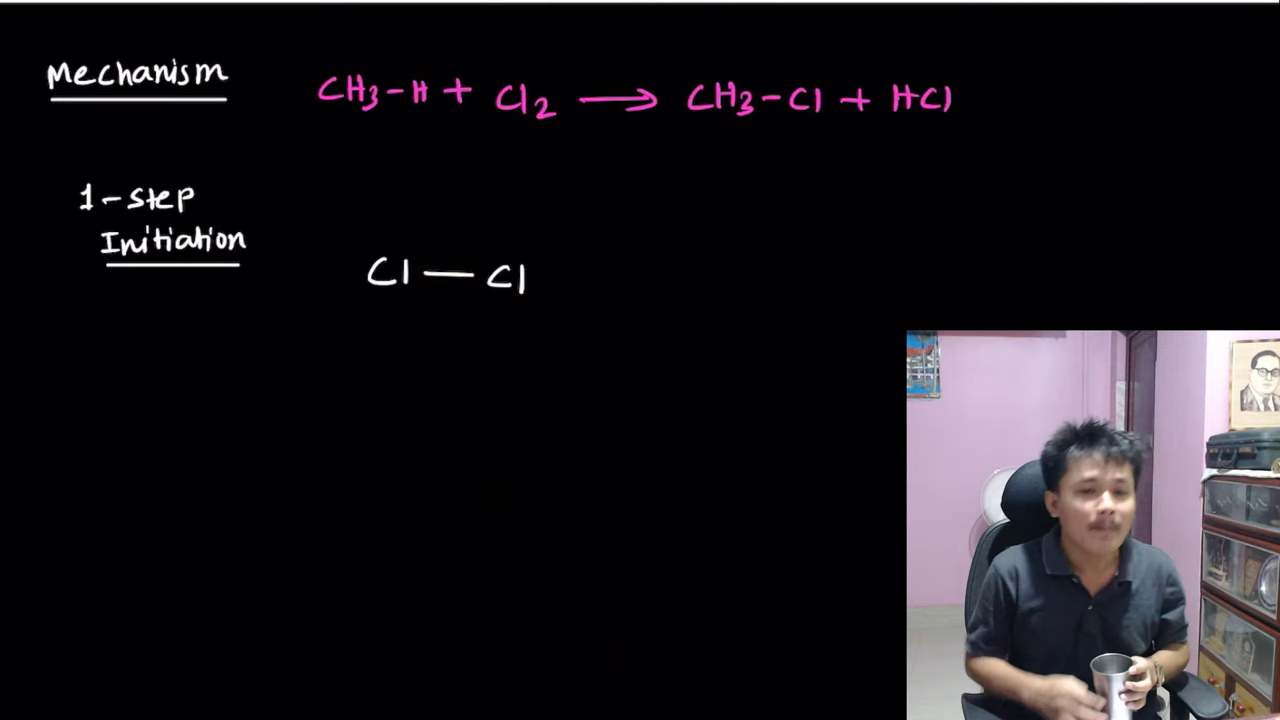 Mechanism
CH3-H + Cl2 ⟶ CH3-Cl + HCl
1-step
Initiation
Cl — Cl